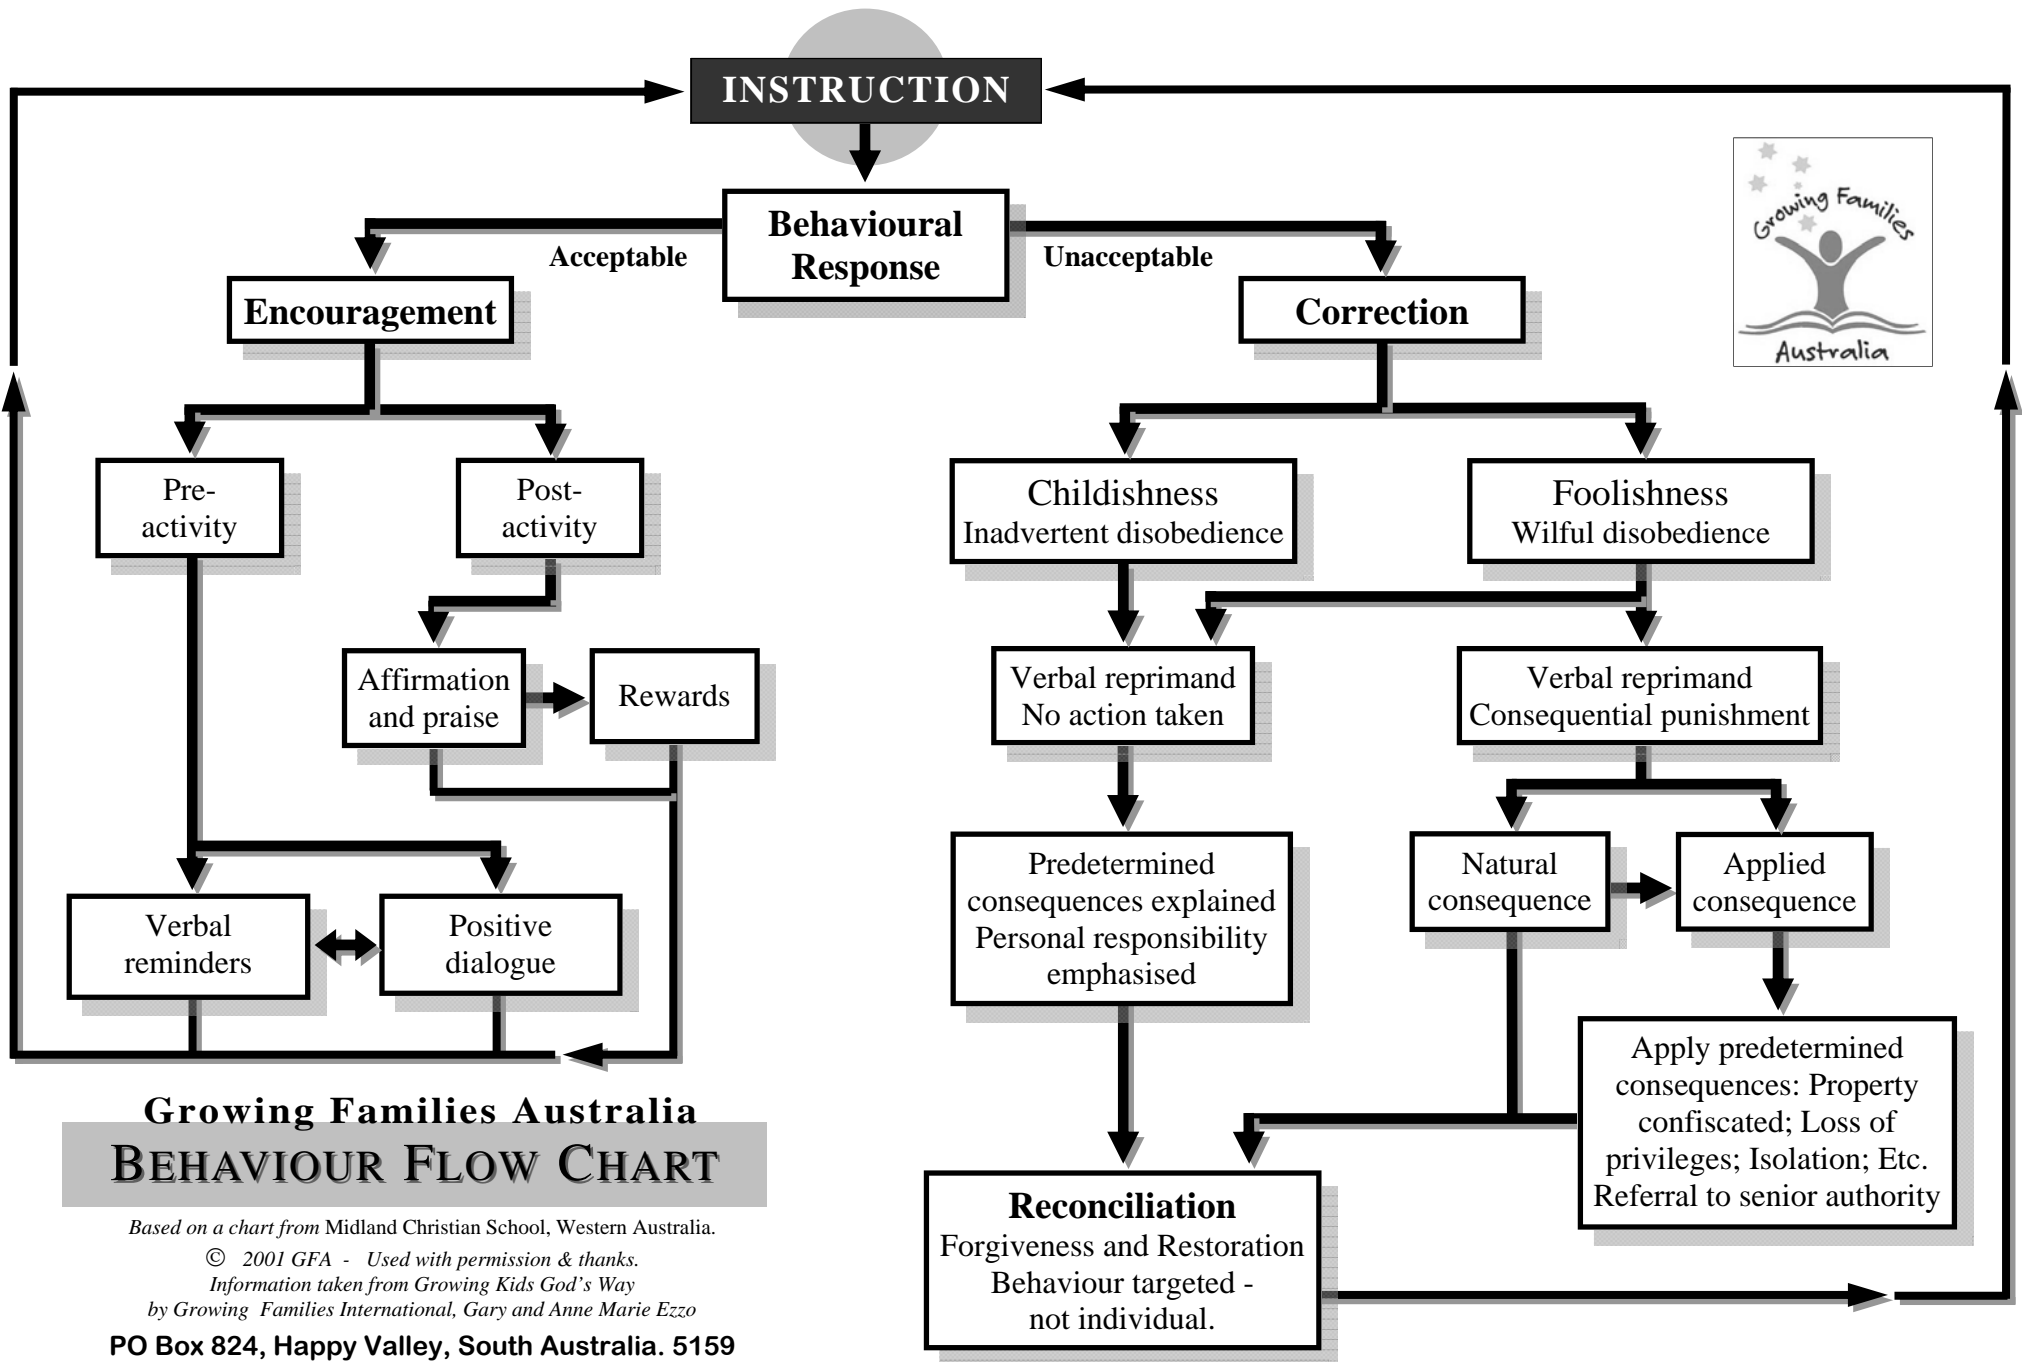 INSTRUCTION
Behavioural
Response
Acceptable
Unacceptable
Growing Families
Australia
Encouragement
Correction
Pre-
activity
Post-
activity
Childishness
Inadvertent disobedience
Foolishness
Wilful disobedience
Affirmation
and praise
Rewards
Verbal reprimand
No action taken
Verbal reprimand
Consequential punishment
Verbal
reminders
Positive
dialogue
Predetermined
consequences explained
Personal responsibility
emphasised
Natural
consequence
Applied
consequence
Apply predetermined
consequences: Property
confiscated; Loss of
privileges; Isolation; Etc.
Referral to senior authority
Reconciliation
Forgiveness and Restoration
Behaviour targeted -
not individual.
Growing Families Australia
BEHAVIOUR FLOW CHART
Based on a chart from Midland Christian School, Western Australia.
© 2001 GFA - Used with permission & thanks.
Information taken from Growing Kids God's Way
by Growing Families International, Gary and Anne Marie Ezzo
PO Box 824, Happy Valley, South Australia. 5159